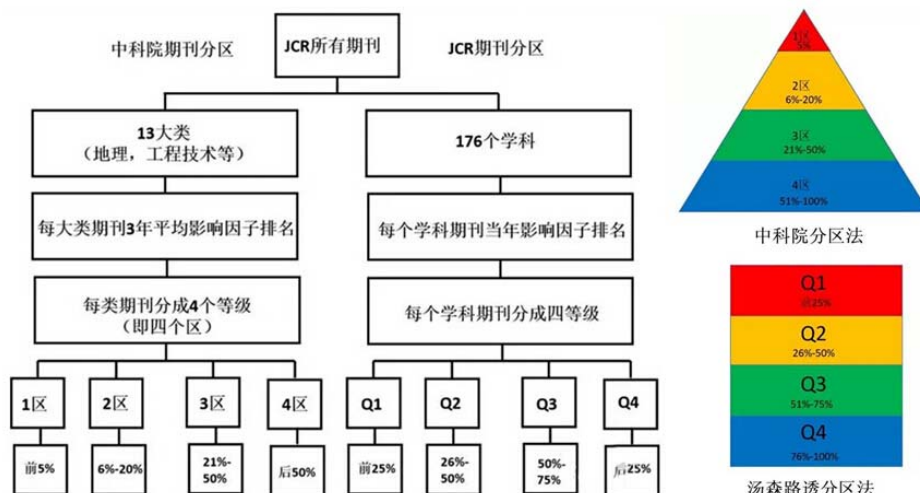 中科院期刊分区
JCR所有期刊
JCR期刊分区
13大类
（地理，工程技术等）
176个学科
每大类期刊3年平均影响因子排名
每个学科期刊当年影响因子排名
每类期刊分成4个等级
（即四个区）
每个学科期刊分成四等级
1区
2区
3区
4区
Q1
Q2
Q3
Q4
前5%
6%-20%
21%-
50%
后50%
前25%
26%-
50%
50%-
75%
后25%
1区
5%
2区
6%-20%
3区
21%-50%
4区
51%-100%
中科院分区法
Q1
前25%
Q2
26%-50%
Q3
51%-75%
Q4
76%-100%
汤森路透分区法